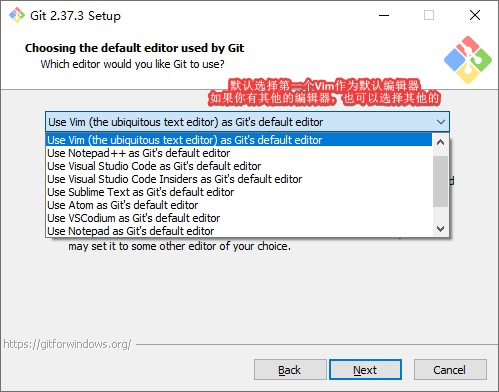 Git 2.37.3 Setup
Choosing the default editor used by Git
Which editor would you like Git to use?
默认选择第一个Vim作为默认编辑器
如果你有其他的编辑器，也可以选择其他的
Use Vim (the ubiquitous text editor) as Git's default editor
Use Vim (the ubiquitous text editor) as Git's default editor
Use Notepad++ as Git's default editor
Use Visual Studio Code as Git's default editor
Use Visual Studio Code Insiders as Git's default editor
Use Sublime Text as Git's default editor
Use Atom as Git's default editor
Use VSCodium as Git's default editor
Use Notepad as Git's default editor
may set it to some other editor of your choice.
https://gitforwindows.org/
Back
Next
Cancel